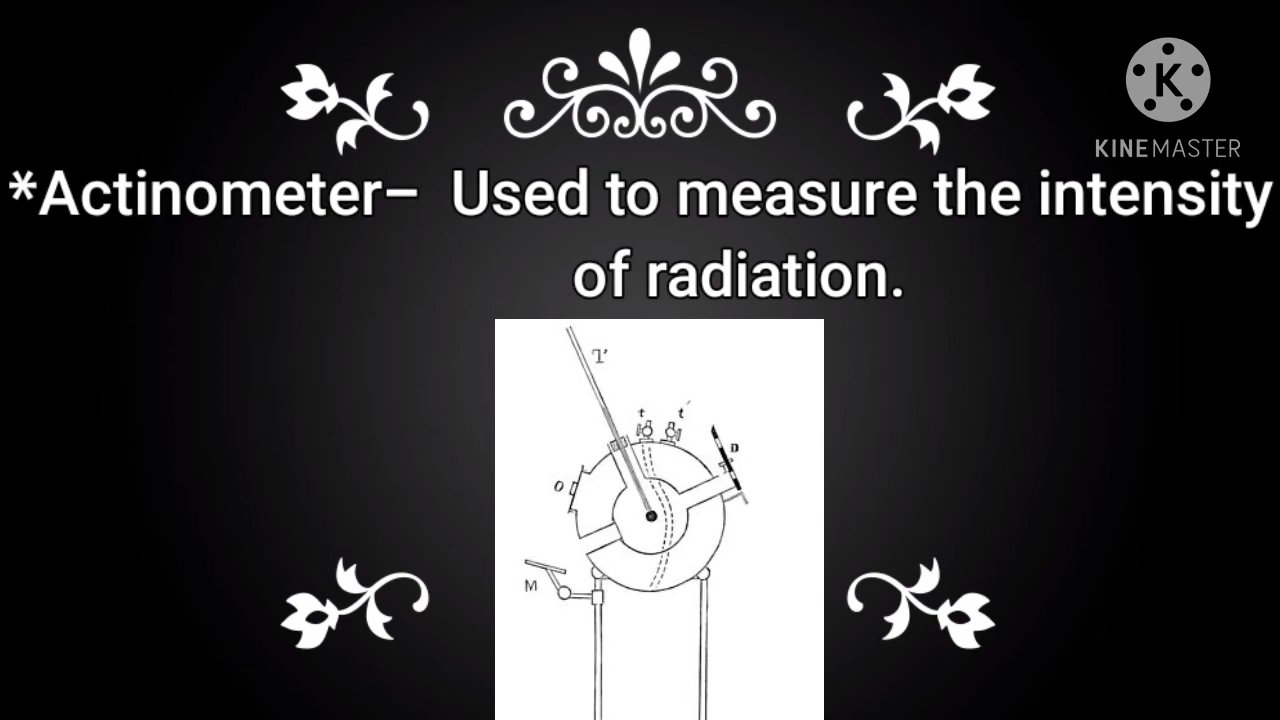 KINEMASTER
*Actinometer– Used to measure the intensity
of radiation.
T'
t t´
D
O
M